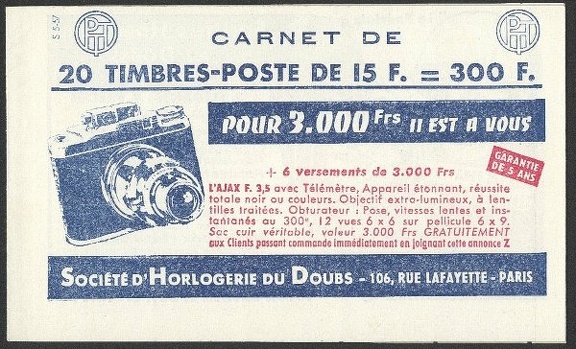 S 5-57
PTT
CARNET DE
PTT
20 TIMBRES-POSTE DE 15 F. = 300 F.
POUR 3.000 Frs Il EST A VOUS
+ 6 versements de 3.000 Frs
GARANTIE
DE 5 ANS
L'AJAX F. 3,5 avec Télémètre, Appareil étonnant, réussite
totale noir ou couleurs. Objectif extra-lumineux, à len-
tilles traitées. Obturateur : Pose, vitesses lentes et ins-
tantanés au 300e, 12 vues 6 x 6 sur pellicule 6 x 9.
Sac cuir véritable, valeur 3.000 Frs GRATUITEMENT
aux Clients passant commande immédiatement en joignant cette annonce Z
SOCIÉTÉ D'HORLOGERIE DU DOUBS - 106, RUE LAFAYETTE - PARIS